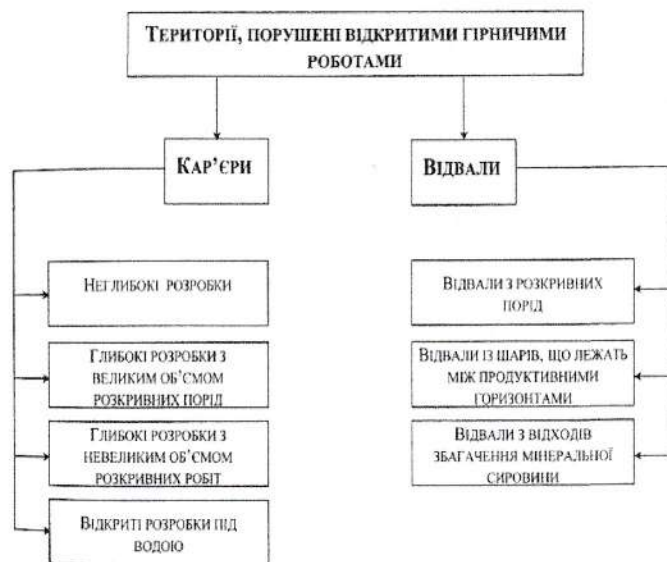 ТЕРИТОРІЇ, ПОРУШЕНІ ВІДКРИТИМИ ГІРНИЧИМИ
РОБОТАМИ
КАР’ЄРИ
ВІДВАЛИ
НЕГЛИБОКІ РОЗРОБКИ
ГЛИБОКІ РОЗРОБКИ З
ВЕЛИКИМ ОБ’ЄМОМ
РОЗКРИВНИХ ПОРІД
ГЛИБОКІ РОЗРОБКИ З
НЕВЕЛИКИМ ОБ’ЄМОМ
РОЗКРИВНИХ РОБІТ
ВІДКРИТІ РОЗРОБКИ ПІД
ВОДОЮ
ВІДВАЛИ З РОЗКРИВНИХ
ПОРІД
ВІДВАЛИ ІЗ ШАРІВ, ЩО ЛЕЖАТЬ
МІЖ ПРОДУКТИВНИМИ
ГОРИЗОНТАМИ
ВІДВАЛИ З ВІДХОДІВ
ЗБАГАЧЕННЯ МІНЕРАЛЬНОЇ
СИРОВИНИ